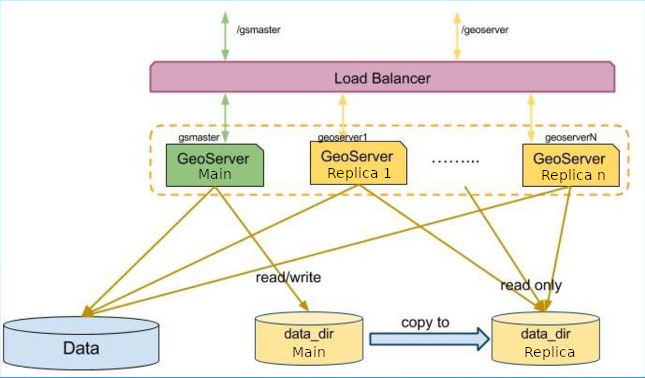 /gsmaster
/geoserver
Load Balancer
gsmaster
geoserver1
geoserverN
GeoServer
Main
GeoServer
Replica 1
.........
GeoServer
Replica n
read/write
read only
Data
data_dir
Main
copy to
data_dir
Replica